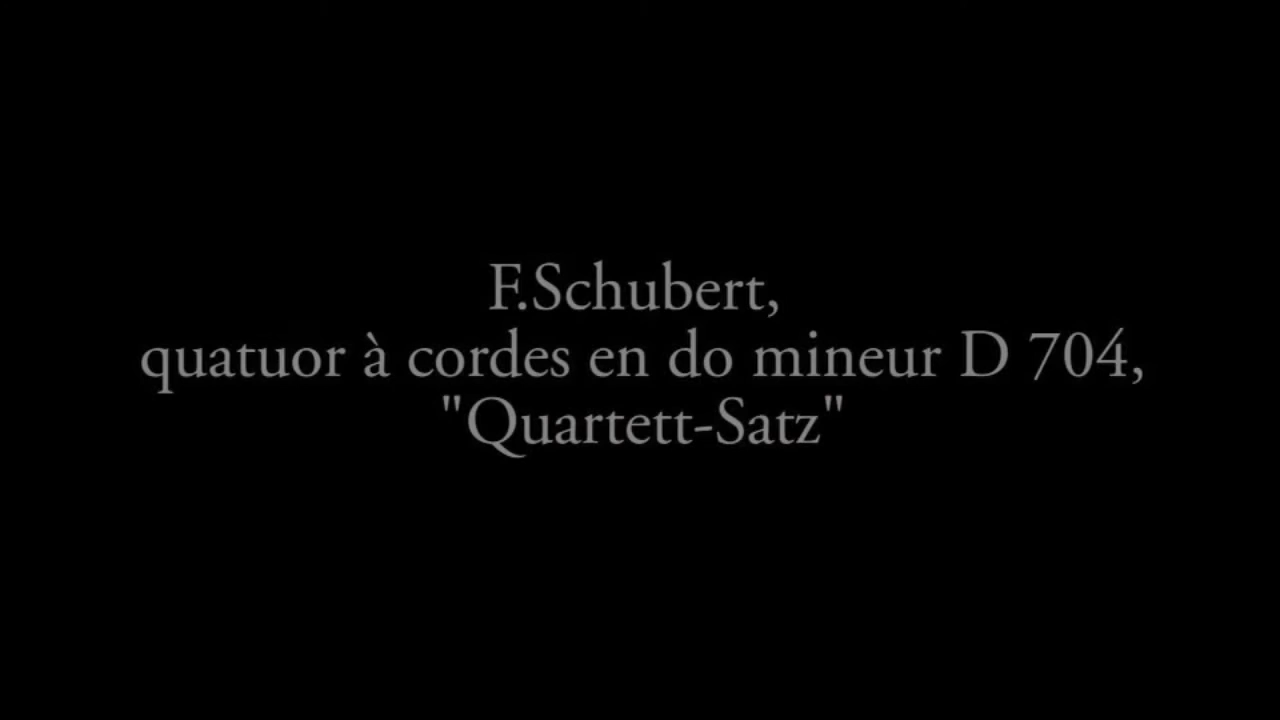 F.Schubert,
quatuor à cordes en do mineur D 704,
"Quartett-Satz"